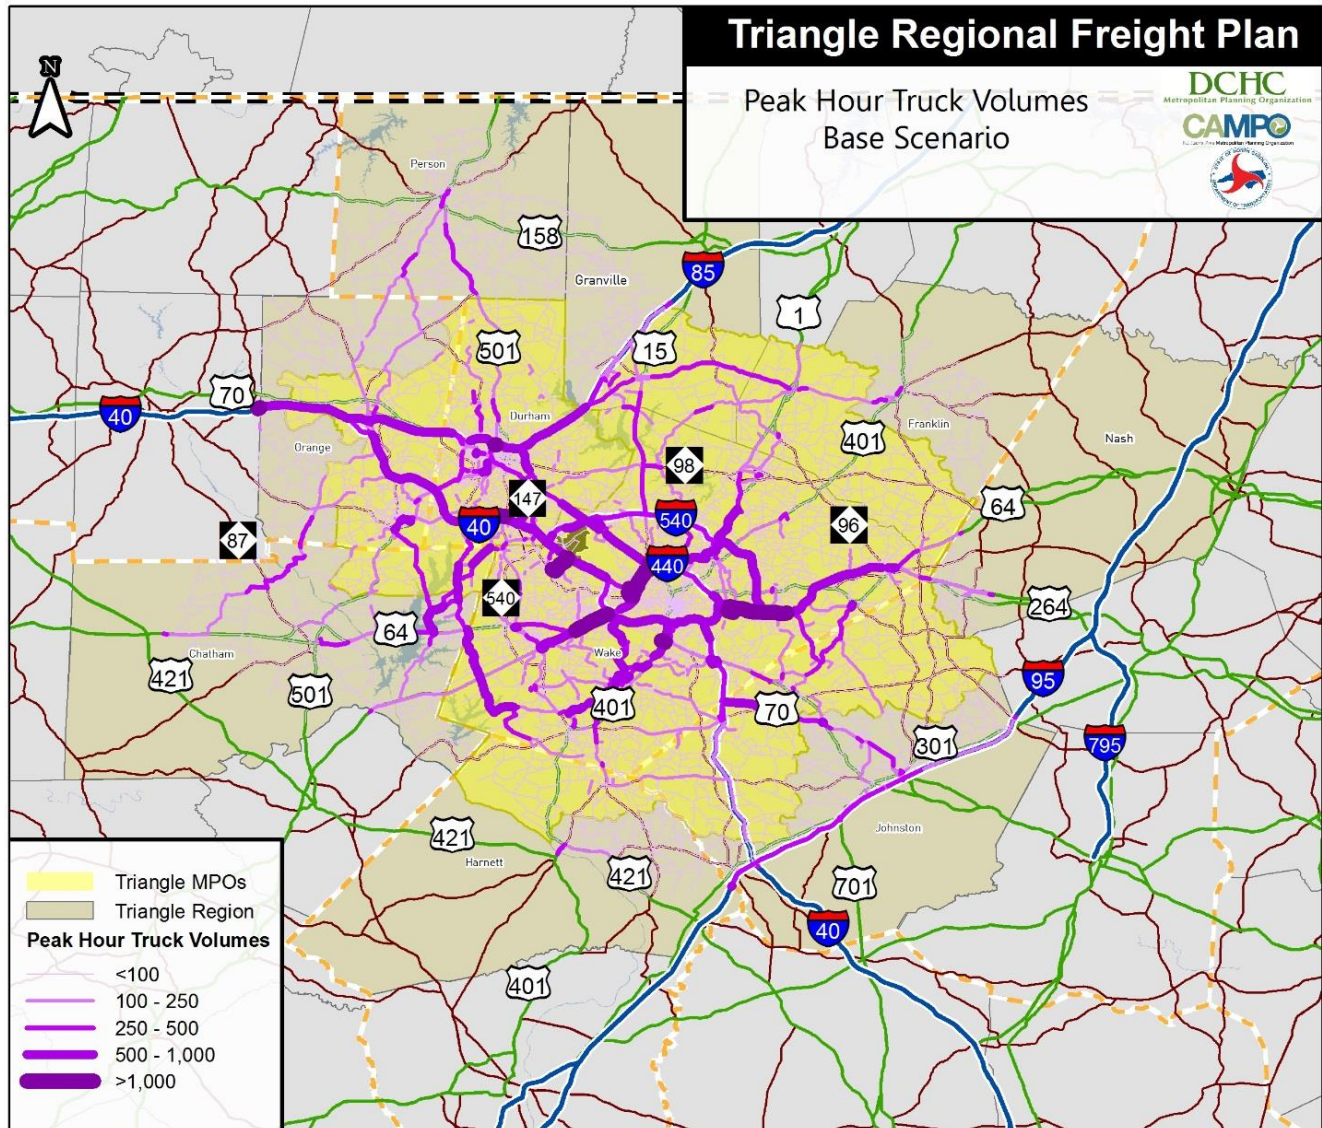 Triangle Regional Freight Plan
Peak Hour Truck Volumes
Base Scenario
DCHC
Metropolitan Planning Organization
CAMPO
N
Person
158
85
Granville
1
501
15
70
40
Durham
Orange
Franklin
401
Nash
98
147
64
40
540
96
87
440
540
264
64
Wake
Chatham
421
501
401
70
95
301
795
421
Harnett
Johnston
421
701
40
401
Triangle MPOs
Triangle Region
Peak Hour Truck Volumes
<100
100 - 250
250 - 500
500 - 1,000
>1,000